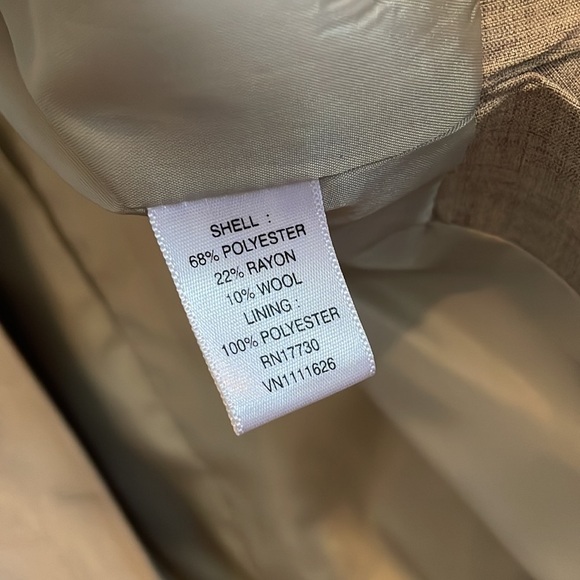 SHELL :
68% POLYESTER
22% RAYON
10% WOOL
LINING :
100% POLYESTER
RN17730
VN1111626